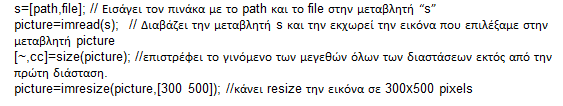 s=[path,file]; // Εισάγει τον πινάκα με το path και το file στην μεταβλητή “s”
picture=imread(s); // Διαβάζει την μεταβλητή s και την εκχωρεί την εικόνα που επιλέξαμε στην
μεταβλητή picture
[~,cc]=size(picture); //επιστρέφει το γινόμενο των μεγεθών όλων των διαστάσεων εκτός από την
πρώτη διάσταση.
picture=imresize(picture,[300 500]); //κάνει resize την εικόνα σε 300x500 pixels